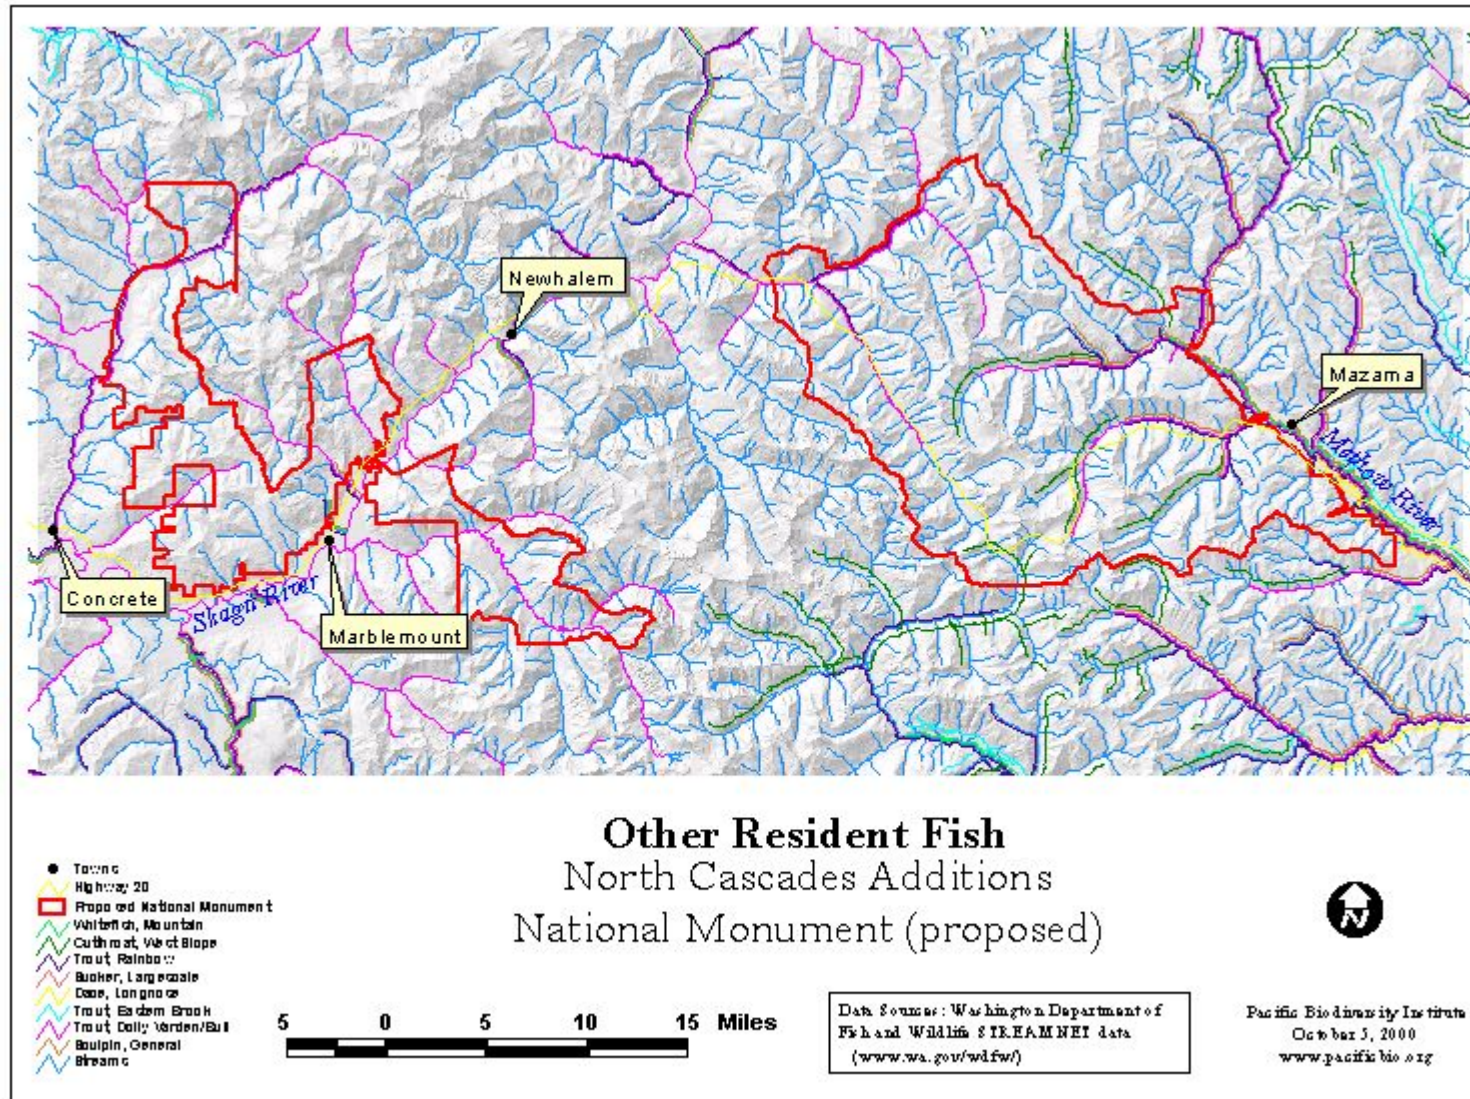 Newhalem
Mazama
Methow River
Concrete
Skagit River
Marblemount
Other Resident Fish
North Cascades Additions
National Monument (proposed)
Towns
Highway 20
Proposed National Monument
Whitefish, Mountain
Cutthroat, West Slope
Trout, Rainbow
Sucker, Largescale
Dace, Longnose
Trout, Eastern Brook
Trout, Dolly Varden/Bull
Sculpin, General
Streams
5 0 5 10 15 Miles
N
Data Sources: Washington Department of
Fish and Wildlife STREAMNET data
(www.wa.gov/wdfw/)
Pacific Biodiversity Institute
October 5, 2000
www.pacificbio.org